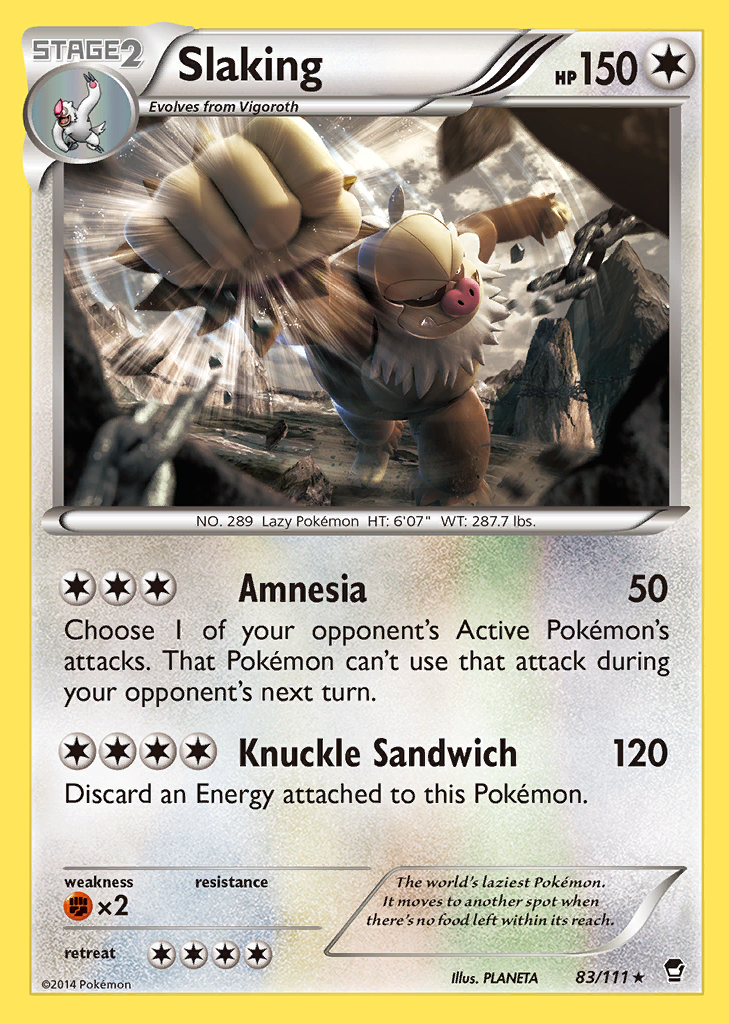 STAGE2
Slaking
HP150
Evolves from Vigoroth
NO. 289 Lazy Pokémon HT: 6'07" WT: 287.7 lbs.
Amnesia 50
Choose 1 of your opponent's Active Pokémon's
attacks. That Pokémon can't use that attack during
your opponent's next turn.
Knuckle Sandwich 120
Discard an Energy attached to this Pokémon.
weakness resistance
×2
The world's laziest Pokémon.
It moves to another spot when
there's no food left within its reach.
retreat
©2014 Pokémon
Illus. PLANETA
83/111 ★